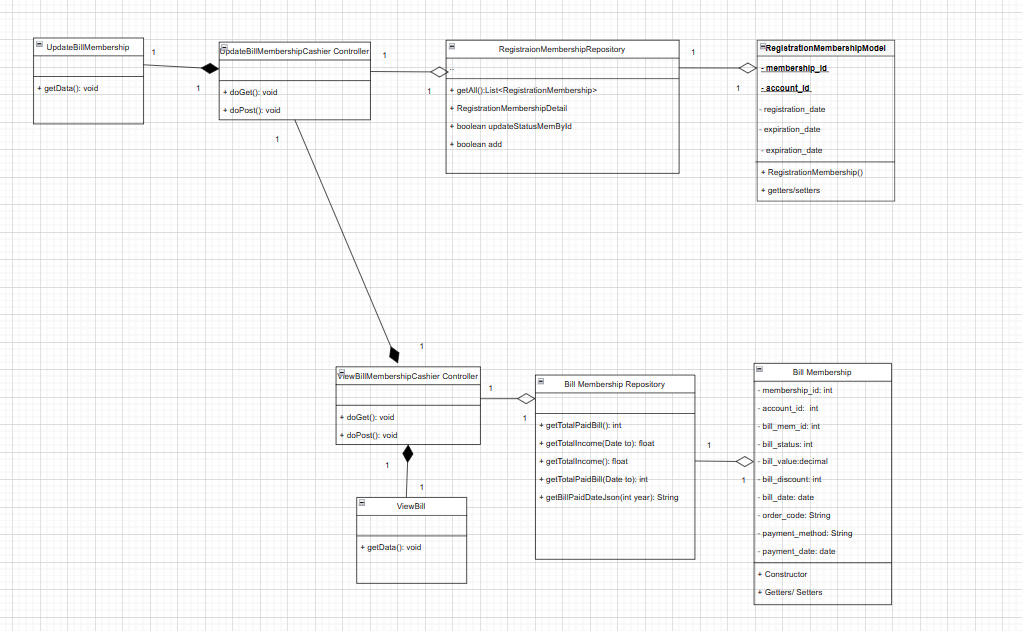 UpdateBillMembership
+ getData(): void
1
1
UpdateBillMembershipCashier Controller
+ doGet(): void
+ doPost(): void
1
1
1
RegistraionMembershipRepository
..
+ getAll():List<RegistrationMembership>
+ RegistrationMembershipDetail
+ boolean updateStatusMemById
+ boolean add
1
1
RegistrationMembershipModel
- membership_id
- account_id
- registration_date
- expiration_date
- expiration_date
+ RegistrationMembership()
+ getters/setters
1
ViewBillMembershipCashier Controller
+ doGet(): void
+ doPost(): void
1
1
1
1
ViewBill
+ getData(): void
Bill Membership Repository
+ getTotalPaidBill(): int
+ getTotalIncome(Date to): float
+ getTotalIncome(): float
+ getTotalPaidBill(Date to): int
+ getBillPaidDateJson(int year): String
1
1
Bill Membership
- membership_id: int
- account_id: int
- bill_mem_id: int
- bill_status: int
- bill_value:decimal
- bill_discount: int
- bill_date: date
- order_code: String
- payment_method: String
- payment_date: date
+ Constructor
+ Getters/ Setters